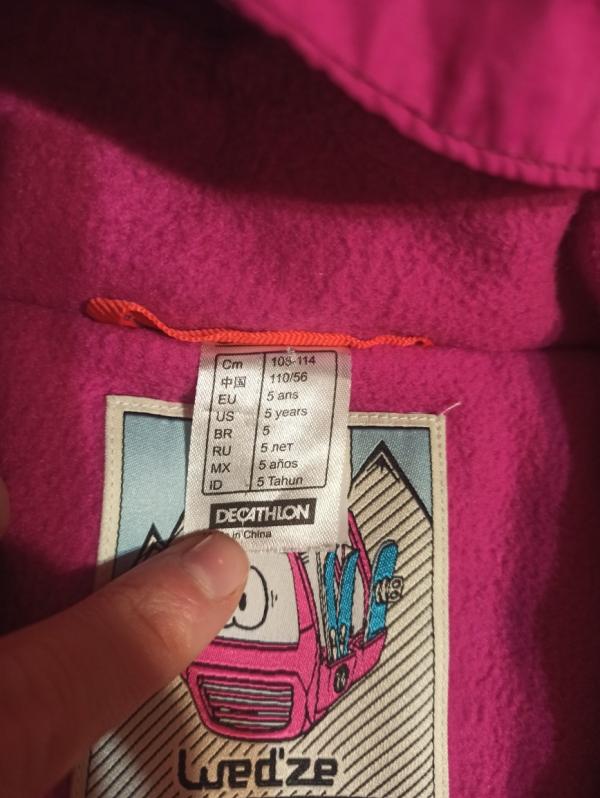 Cm 108-114
中国 110/56
EU 5 ans
US 5 years
BR 5
RU 5 лет
MX 5 años
ID 5 Tahun
DECATHLON
in China
Wed'ze